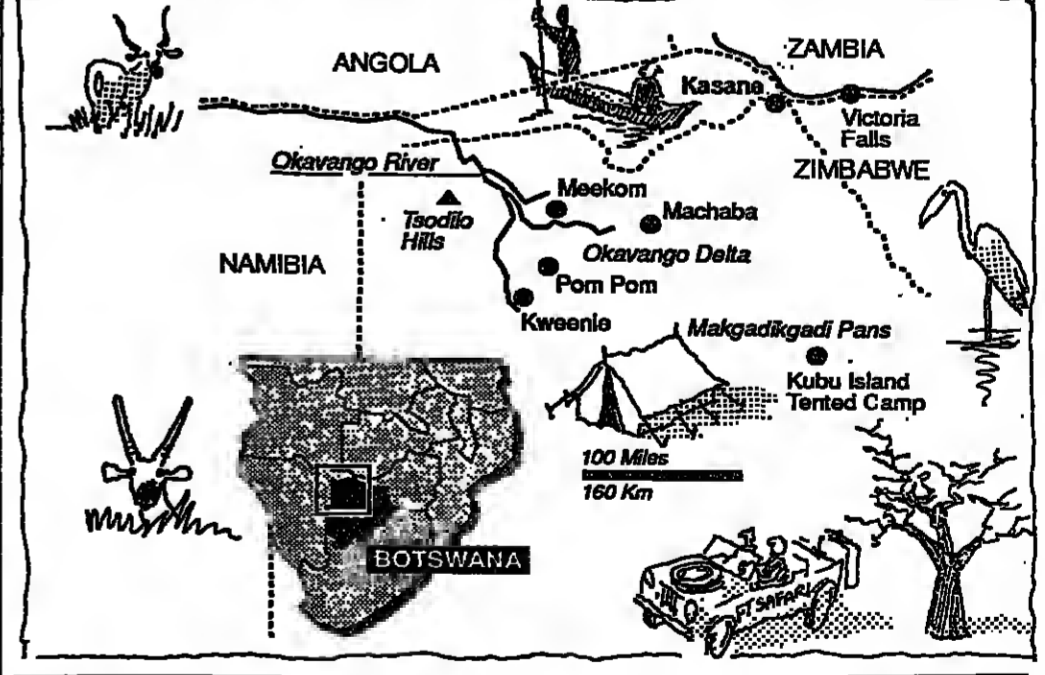 ANGOLA
ZAMBIA
Kasane
Victoria
Falls
ZIMBABWE
Okavango River
Meekom
Machaba
Tsodilo
Hills
Okavango Delta
NAMIBIA
Pom Pom
Kweenie
Makgadikgadi Pans
Kubu Island
Tented Camp
100 Miles
160 Km
BOTSWANA
FT SAFARI